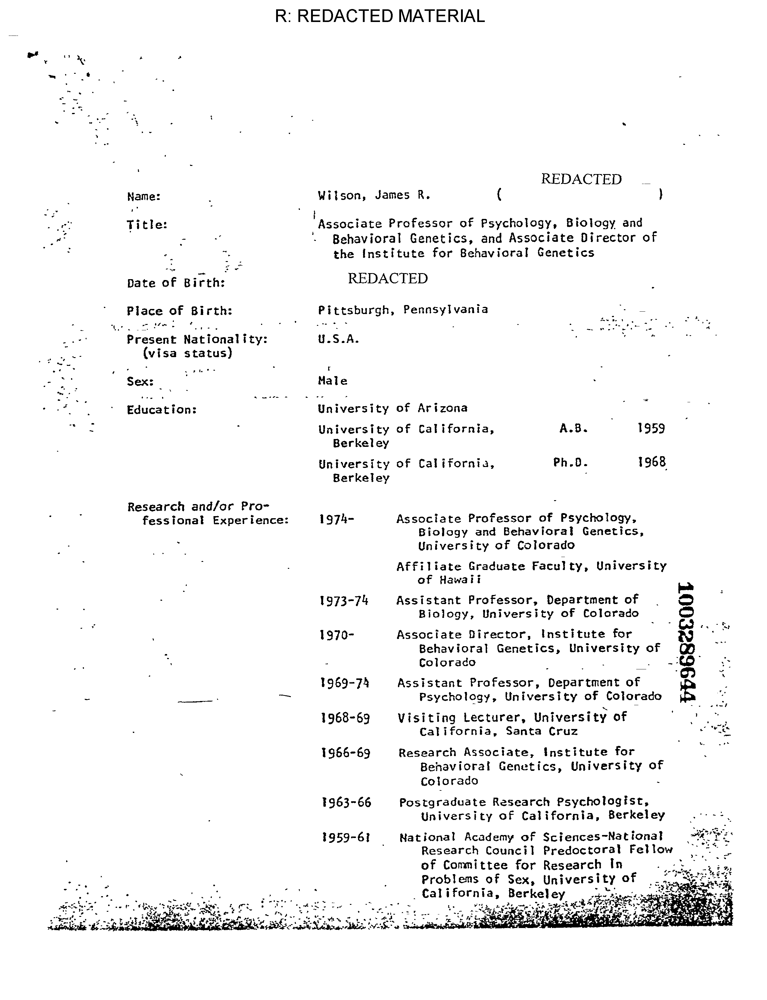 R: REDACTED MATERIAL
REDACTED
Name: Wilson, James R. ( )
Title: Associate Professor of Psychology, Biology and
Behavioral Genetics, and Associate Director of
the Institute for Behavioral Genetics
Date of Birth: REDACTED
Place of Birth: Pittsburgh, Pennsylvania
Present Nationality: U.S.A.
(visa status)
Sex: Male
Education: University of Arizona
University of California, A.B. 1959
Berkeley
University of California, Ph.D. 1968
Berkeley
Research and/or Pro-
fessional Experience: 1974- Associate Professor of Psychology,
Biology and Behavioral Genetics,
University of Colorado
Affiliate Graduate Faculty, University
of Hawaii
1973-74 Assistant Professor, Department of
Biology, University of Colorado
1970- Associate Director, Institute for
Behavioral Genetics, University of
Colorado
1969-74 Assistant Professor, Department of
Psychology, University of Colorado
1968-69 Visiting Lecturer, University of
California, Santa Cruz
1966-69 Research Associate, Institute for
Behavioral Genetics, University of
Colorado
1963-66 Postgraduate Research Psychologist,
University of California, Berkeley
1959-61 National Academy of Sciences-National
Research Council Predoctoral Fellow
of Committee for Research in
Problems of Sex, University of
California, Berkeley
1003289644